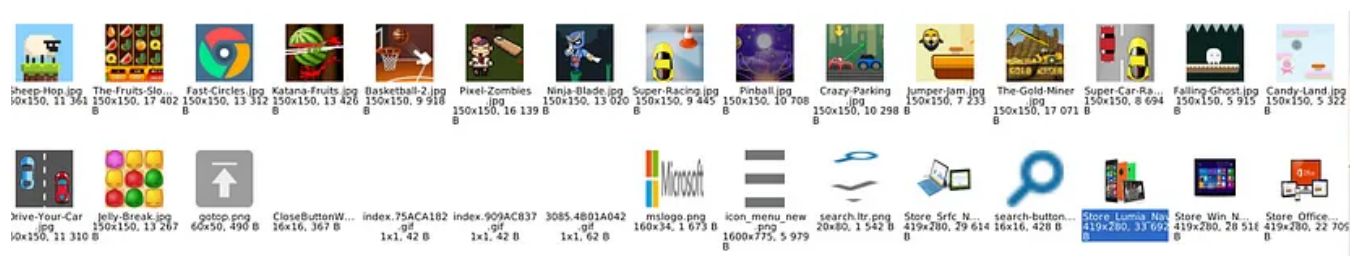 Sheep-Hop.jpg The-Fruits-Slo... Fast-Circles.jpg Katana-Fruits.jpg Basketball-2.jpg Pixel-Zombies Ninja-Blade.jpg Super-Racing.jpg Pinball.jpg Crazy-Parking Jumper-Jam.jpg The-Gold-Miner Super-Car-Ra... Falling-Ghost.jpg Candy-Land.jpg
50x150, 11 361 150x150, 17 402 150x150, 13 312 150x150, 13 426 150x150, 9 918 .jpg 150x150, 13 020 150x150, 9 445 150x150, 10 708 .jpg 150x150, 7 233 .jpg 150x150, 8 694 150x150, 5 915 150x150, 5 322
B B B B 150x150, 16 139 B B B 150x150, 10 298 B 150x150, 17 071 B B B
B B B
GOLD MINER
Microsoft
Office
Drive-Your-Car Jelly-Break.jpg gotop.png CloseButtonW... index.75ACA182 index.909AC837 3085.4B01A042 mslogo.png icon_menu_new search.ltr.png Store_Srfc_N... search-button... Store_Lumia_Nav Store_Win_N... Store_Office...
.jpg 150x150, 13 267 60x50, 490 B 16x16, 367 B .gif .gif .gif 160x34, 1 673 B .png 20x80, 1 542 B 419x280, 29 614 16x16, 428 B 419x280, 33 692 419x280, 28 518 419x280, 22 709
50x150, 11 310 B B 1x1, 42 B 1x1, 42 B 1x1, 62 B 1600x775, 5 979 B B B B
B